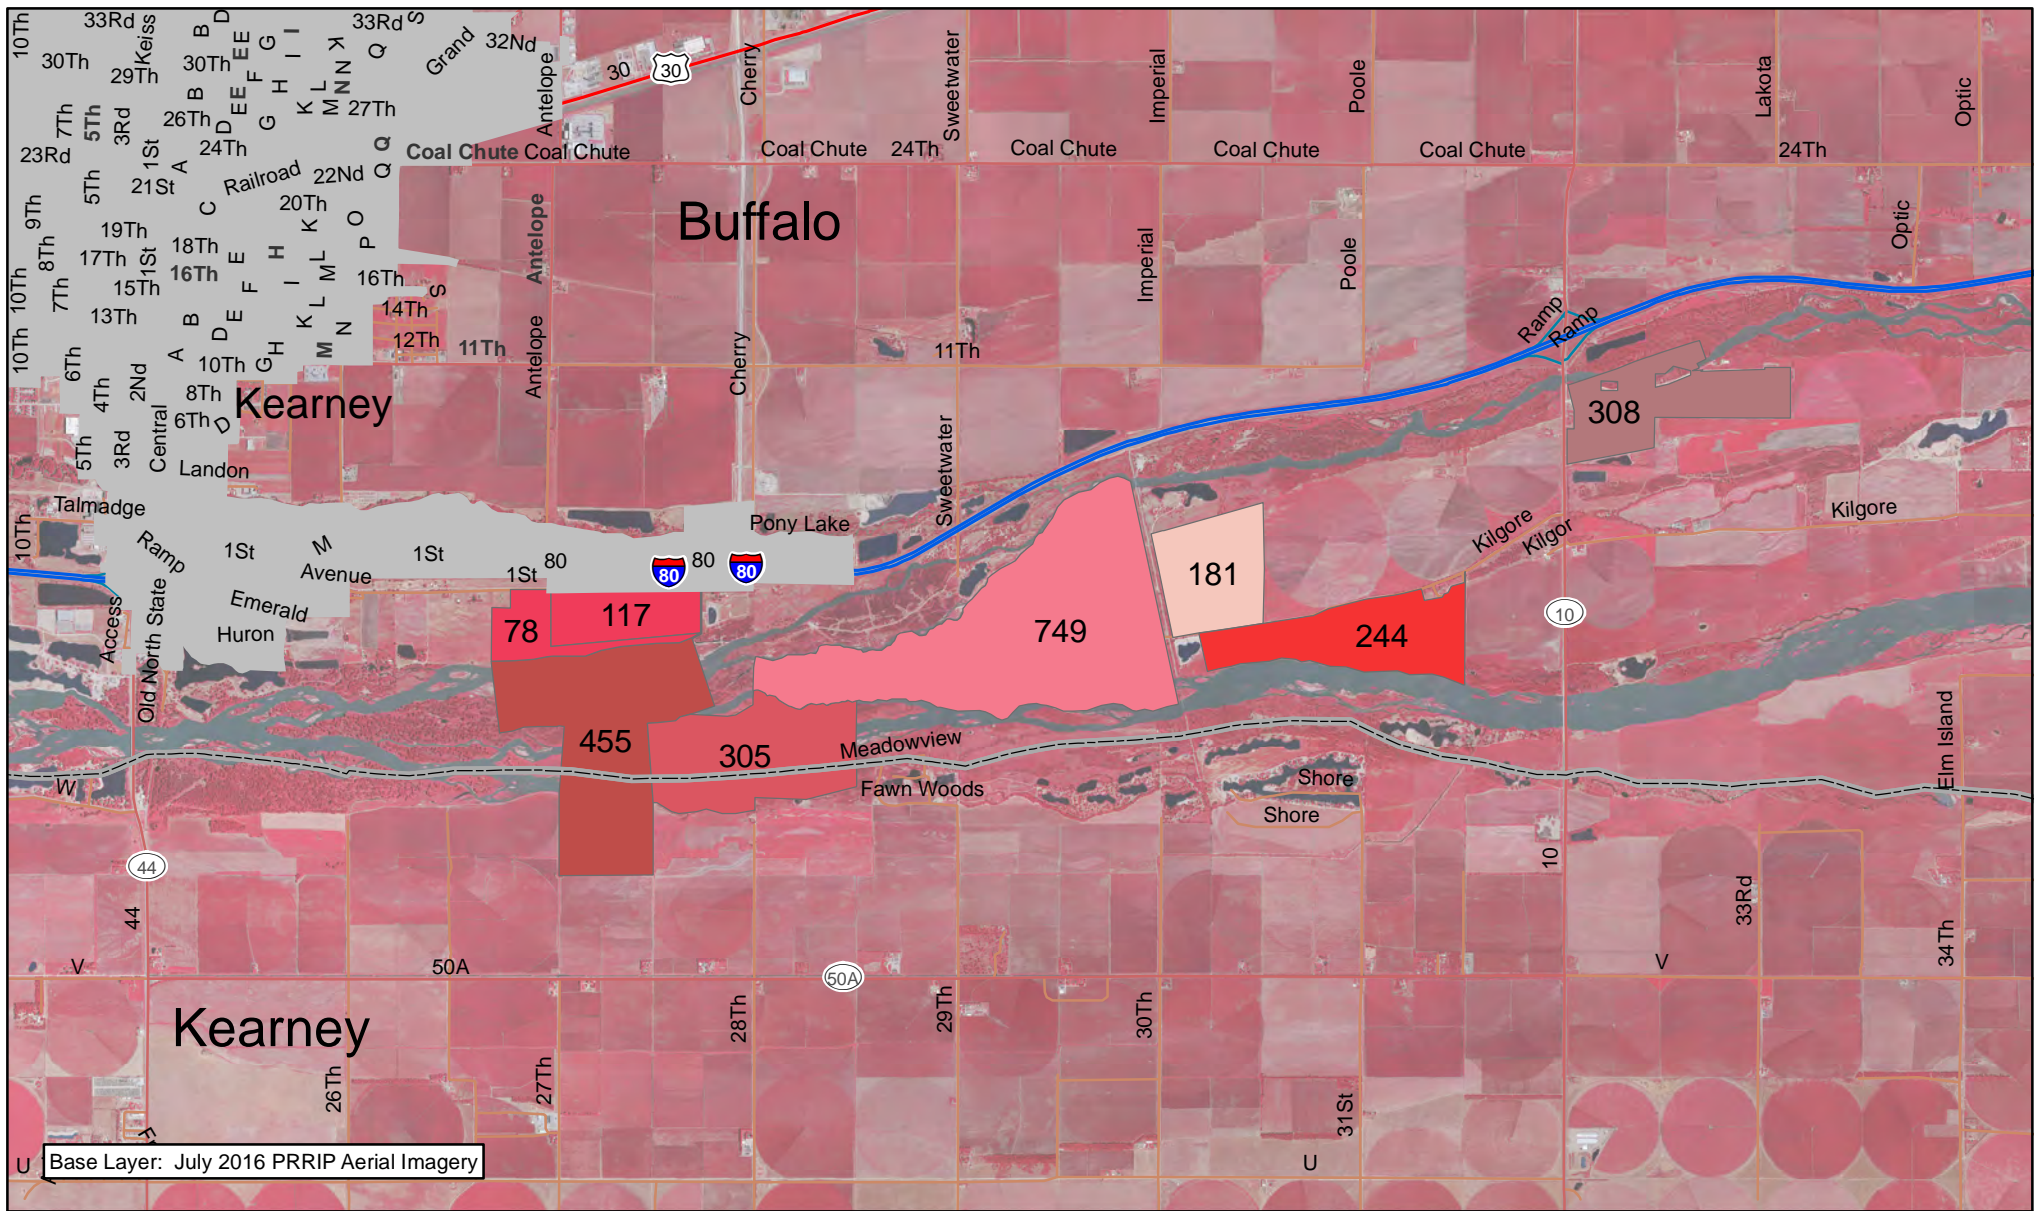 10Th
33Rd
Keiss
B
D
E
E
G
I
I
K
33Rd
Q
S
Grand
32Nd
Antelope
30
30
Cherry
Sweetwater
Imperial
Poole
Lakota
Optic
30Th
29Th
30Th
F
H
L
N
N
7Th
5Th
3Rd
B
26Th
D
E
E
G
K
M
27Th
23Rd
1St
A
24Th
Q
Q
Coal Chute
Coal Chute
Coal Chute
24Th
Coal Chute
Coal Chute
Coal Chute
24Th
5Th
21St
Railroad
22Nd
9Th
C
20Th
K
O
P
Antelope
Buffalo
Imperial
Poole
Optic
8Th
19Th
17Th
1St
18Th
16Th
E
H
L
M
16Th
S
10Th
7Th
15Th
F
I
14Th
13Th
B
D
E
K
L
N
12Th
10Th
6Th
A
10Th
G
H
M
11Th
Antelope
Cherry
11Th
Ramp
Ramp
4Th
2Nd
8Th
Kearney
6Th
D
308
5Th
3Rd
Central
Landon
Sweetwater
Talmadge
10Th
Pony Lake
Kilgore
Kilgor
Kilgore
Ramp
1St
M
Avenue
1St
1St
80
80
80
80
181
Access
Old North State
Emerald
Huron
78
117
749
244
10
455
305
Meadowview
Fawn Woods
Shore
Shore
Elm Island
W
44
44
10
33Rd
34Th
V
50A
50A
V
Kearney
26Th
27Th
28Th
29Th
30Th
31St
U
Base Layer: July 2016 PRRIP Aerial Imagery
U